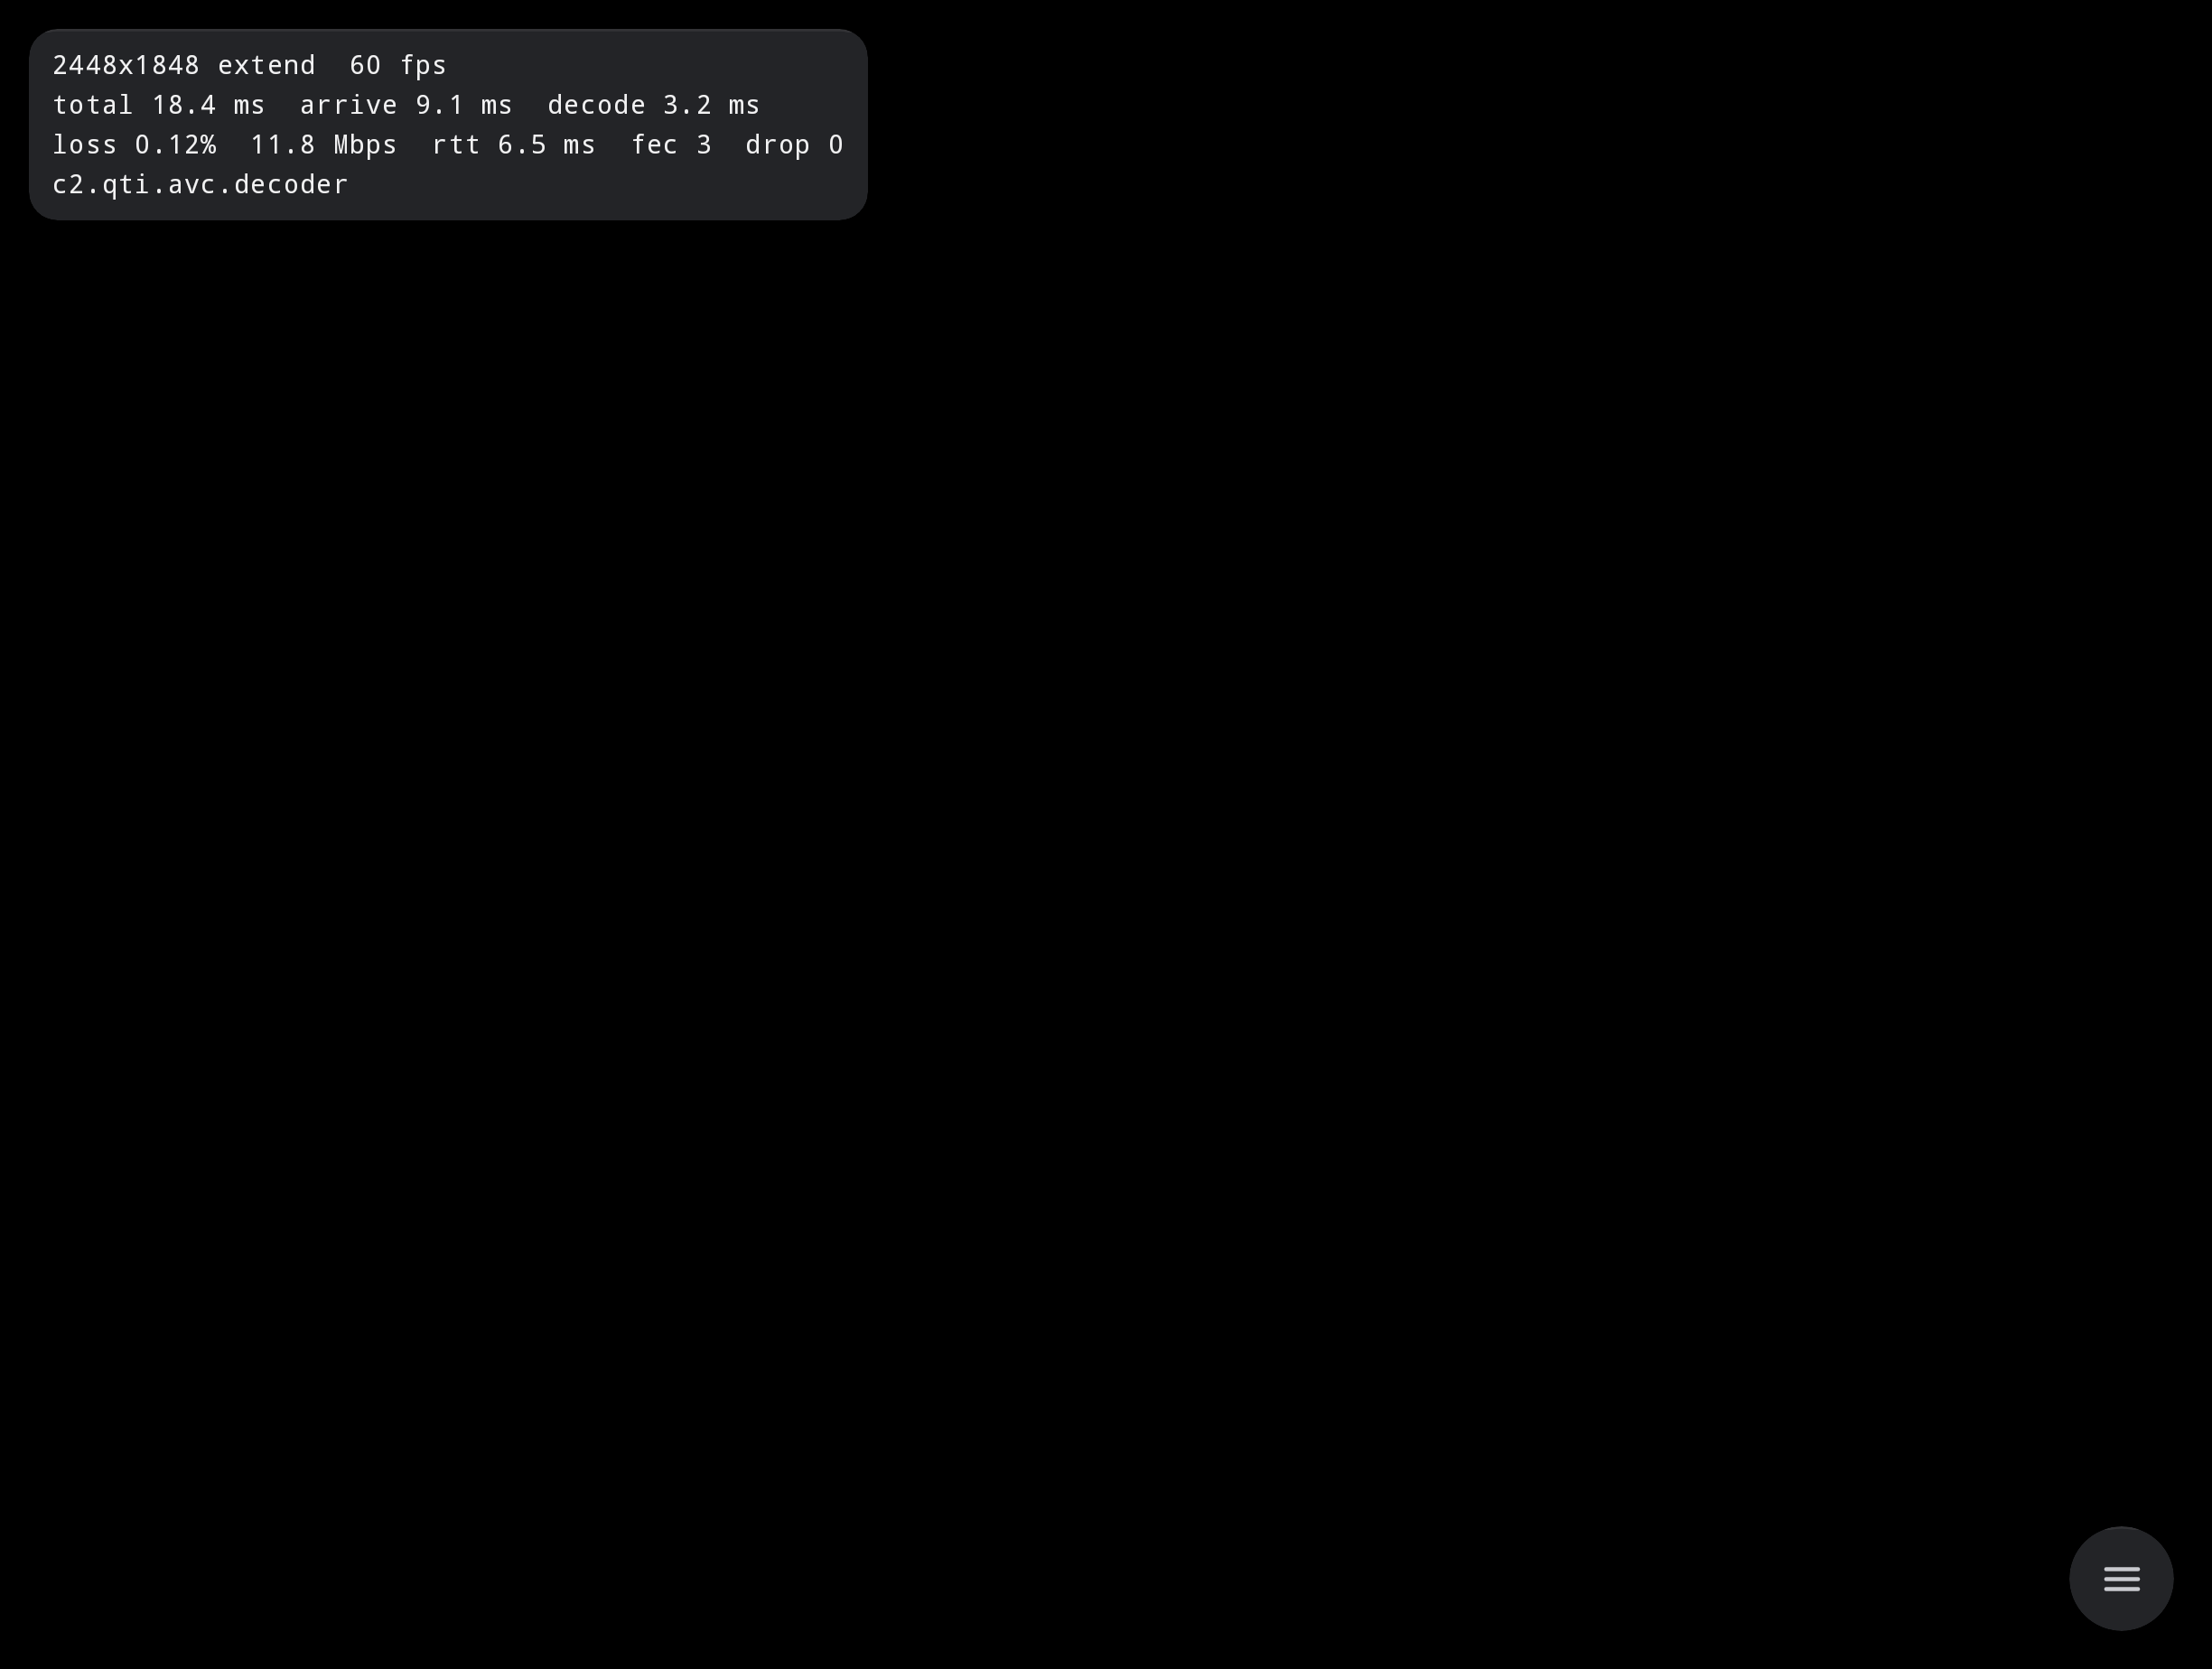 2448x1848 extend  60 fps
total 18.4 ms  arrive 9.1 ms  decode 3.2 ms
loss 0.12%  11.8 Mbps  rtt 6.5 ms  fec 3  drop 0
c2.qti.avc.decoder